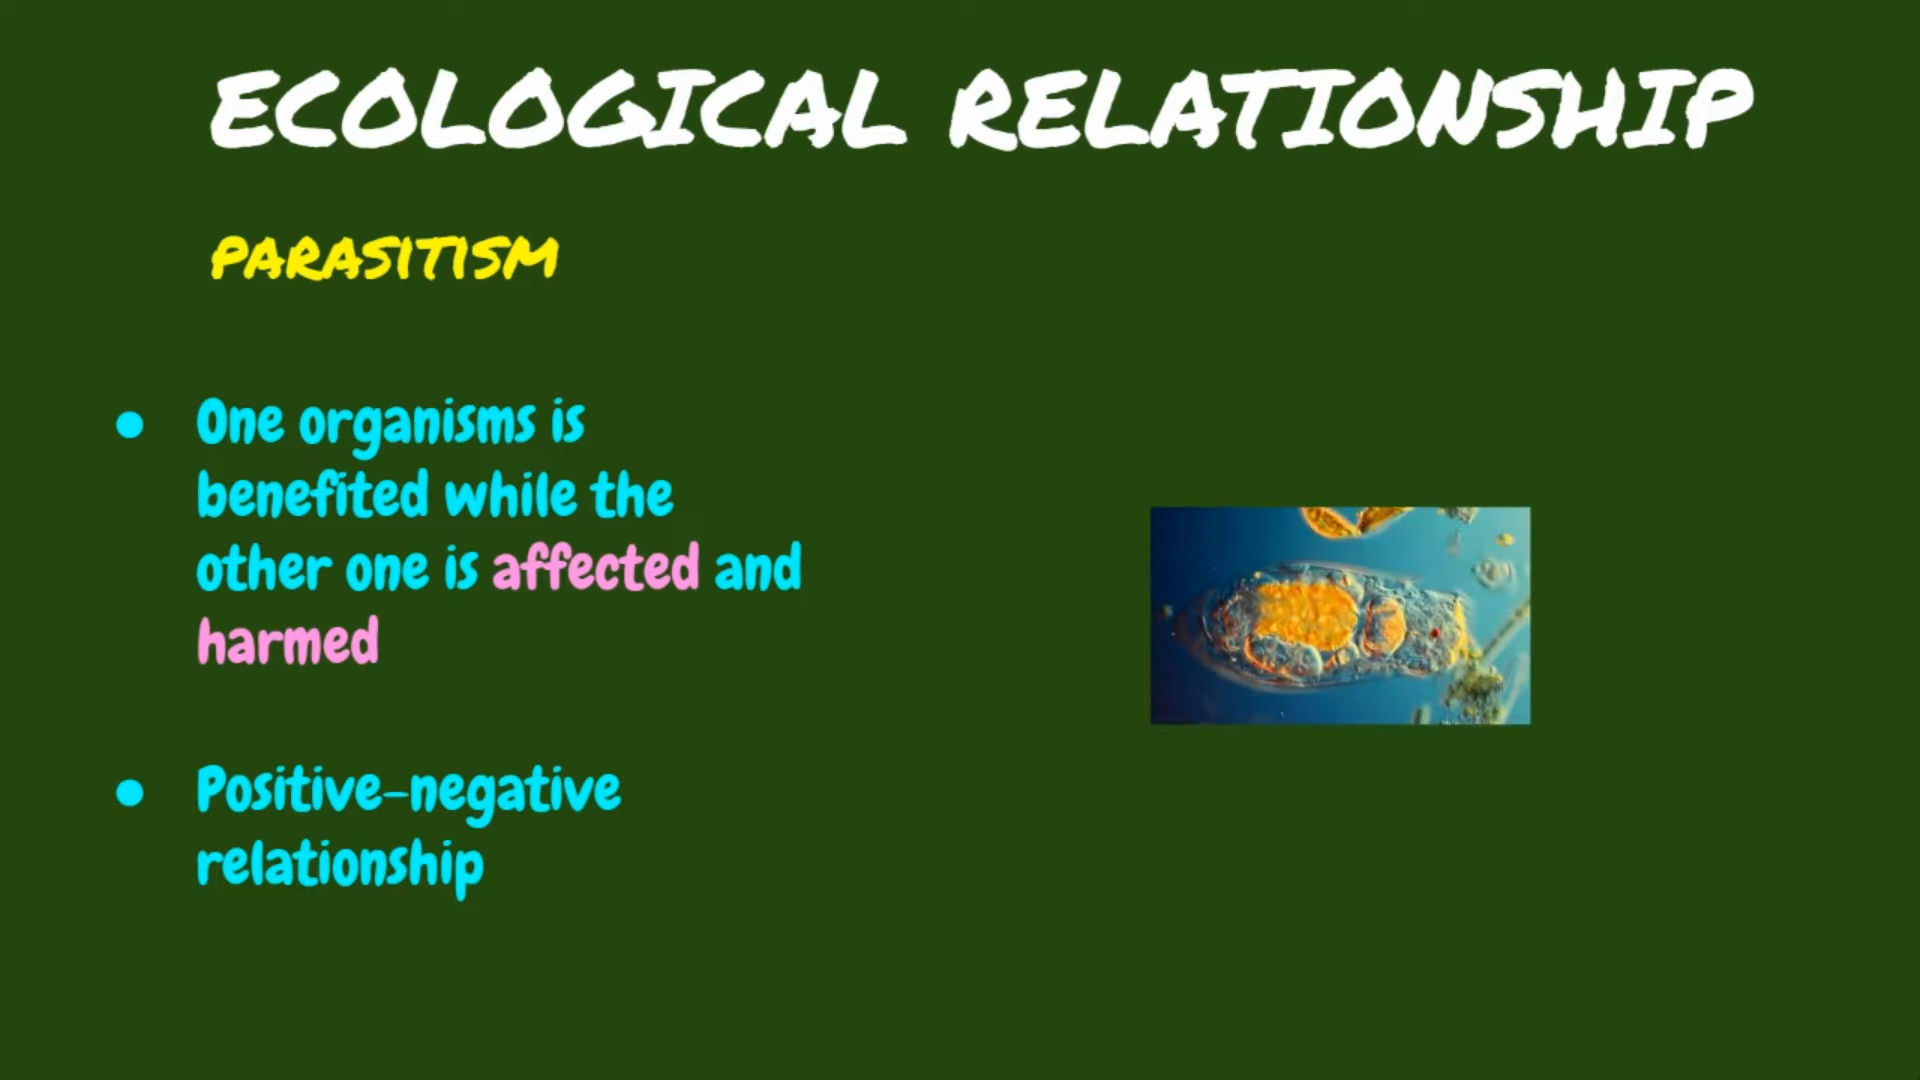 ECOLOGICAL RELATIONSHIP
PARASITISM
● One organisms is
benefited while the
other one is affected and
harmed
● Positive-negative
relationship